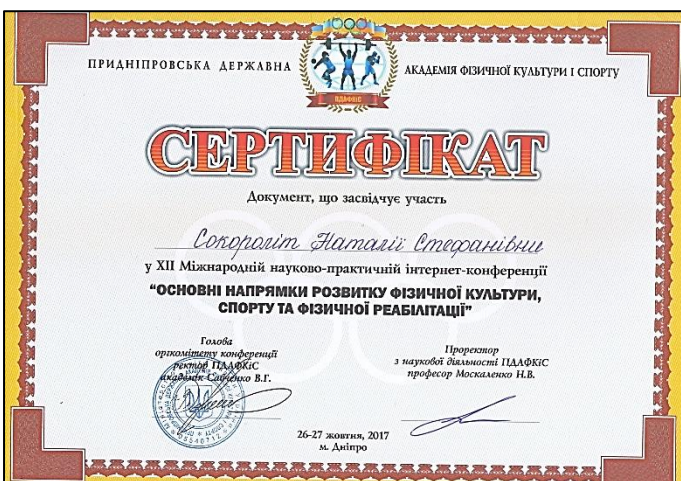 ПРИДНІПРОВСЬКА ДЕРЖАВНА АКАДЕМІЯ ФІЗИЧНОЇ КУЛЬТУРИ І СПОРТУ
ПДАФКіС
СЕРТИФІКАТ
Документ, що засвідчує участь
Сокороліт Наталії Стефанівни
у XII Міжнародній науково-практичній інтернет-конференції
"ОСНОВНІ НАПРЯМКИ РОЗВИТКУ ФІЗИЧНОЇ КУЛЬТУРИ,
СПОРТУ ТА ФІЗИЧНОЇ РЕАБІЛІТАЦІЇ"
Голова
оргкомітету конференції
ректор ПДАФКіС
академік Савченко В.Г.
Проректор
з наукової діяльності ПДАФКіС
професор Москаленко Н.В.
26-27 жовтня, 2017
м. Дніпро